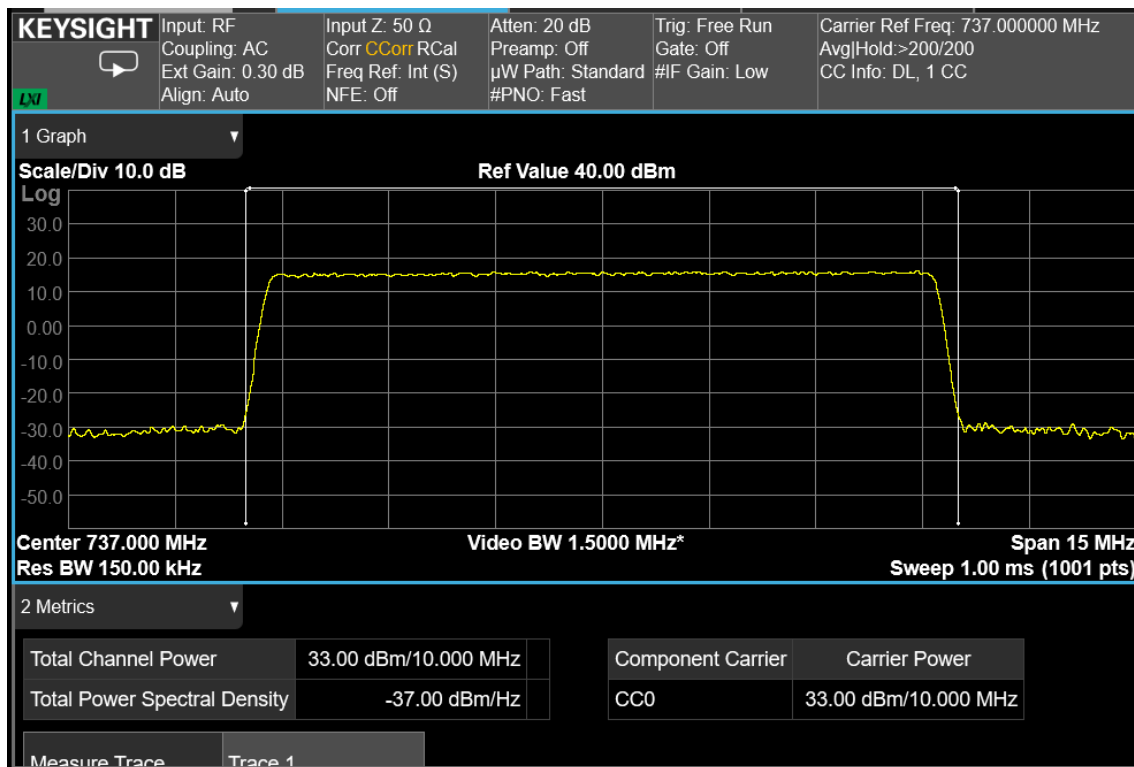 KEYSIGHT
LXI
Input: RF
Coupling: AC
Ext Gain: 0.30 dB
Align: Auto
Input Z: 50 Ω
Corr CCorr RCal
Freq Ref: Int (S)
NFE: Off
Atten: 20 dB
Preamp: Off
µW Path: Standard
#PNO: Fast
Trig: Free Run
Gate: Off
#IF Gain: Low
Carrier Ref Freq: 737.000000 MHz
Avg|Hold:>200/200
CC Info: DL, 1 CC
1 Graph
Scale/Div 10.0 dB
Ref Value 40.00 dBm
Log
30.0
20.0
10.0
0.00
-10.0
-20.0
-30.0
-40.0
-50.0
Center 737.000 MHz
Video BW 1.5000 MHz*
Span 15 MHz
Res BW 150.00 kHz
Sweep 1.00 ms (1001 pts)
2 Metrics
Total Channel Power 33.00 dBm/10.000 MHz
Total Power Spectral Density -37.00 dBm/Hz
Component Carrier Carrier Power
CC0 33.00 dBm/10.000 MHz
Measure Trace Trace 1